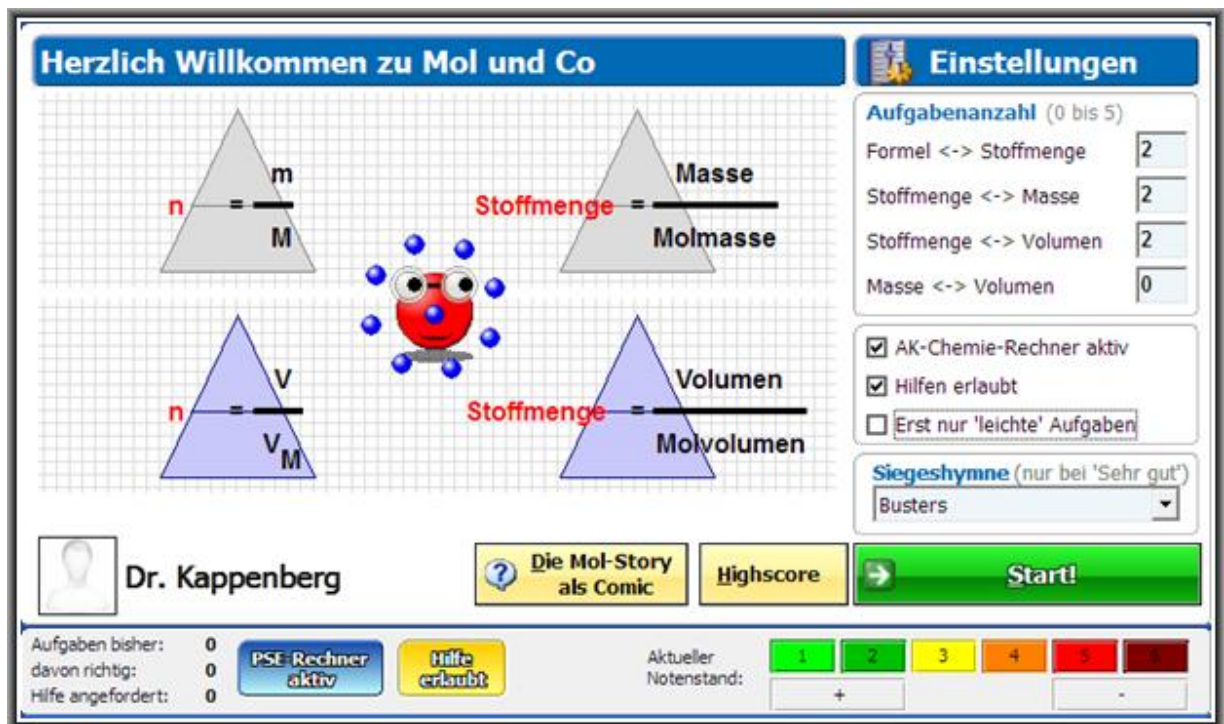 Herzlich Willkommen zu Mol und Co
m
n = 
M
Masse
Stoffmenge =
Molmasse
V
n =
V M
Volumen
Stoffmenge =
Molvolumen
Dr. Kappenberg
Die Mol-Story
als Comic
Highscore
Einstellungen
Aufgabenanzahl (0 bis 5)
Formel <-> Stoffmenge 2
Stoffmenge <-> Masse 2
Stoffmenge <-> Volumen 2
Masse <-> Volumen 0
AK-Chemie-Rechner aktiv
Hilfen erlaubt
Erst nur 'leichte' Aufgaben
Siegeshymne (nur bei 'Sehr gut')
Busters
Start!
Aufgaben bisher: 0
davon richtig: 0
Hilfe angefordert: 0
PSE-Rechner
aktiv
Hilfe
erlaubt
Aktueller
Notenstand:
1 2 3 4 5 6
+ -